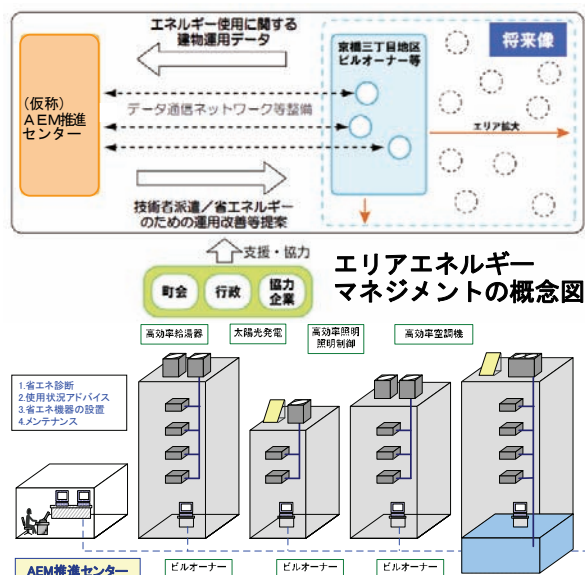 エネルギー使用に関する
建物運用データ
京橋三丁目地区
ビルオーナー等
将来像
(仮称)
AEM推進
センター
データ通信ネットワーク等整備
エリア拡大
技術者派遣／省エネルギー
のための運用改善等提案
支援・協力
町会
行政
協力
企業
エリアエネルギー
マネジメントの概念図
高効率給湯器
太陽光発電
高効率照明
照明制御
高効率空調機
1.省エネ診断
2.使用状況アドバイス
3.省エネ機器の設置
4.メンテナンス
AEM推進センター
ビルオーナー
ビルオーナー
ビルオーナー